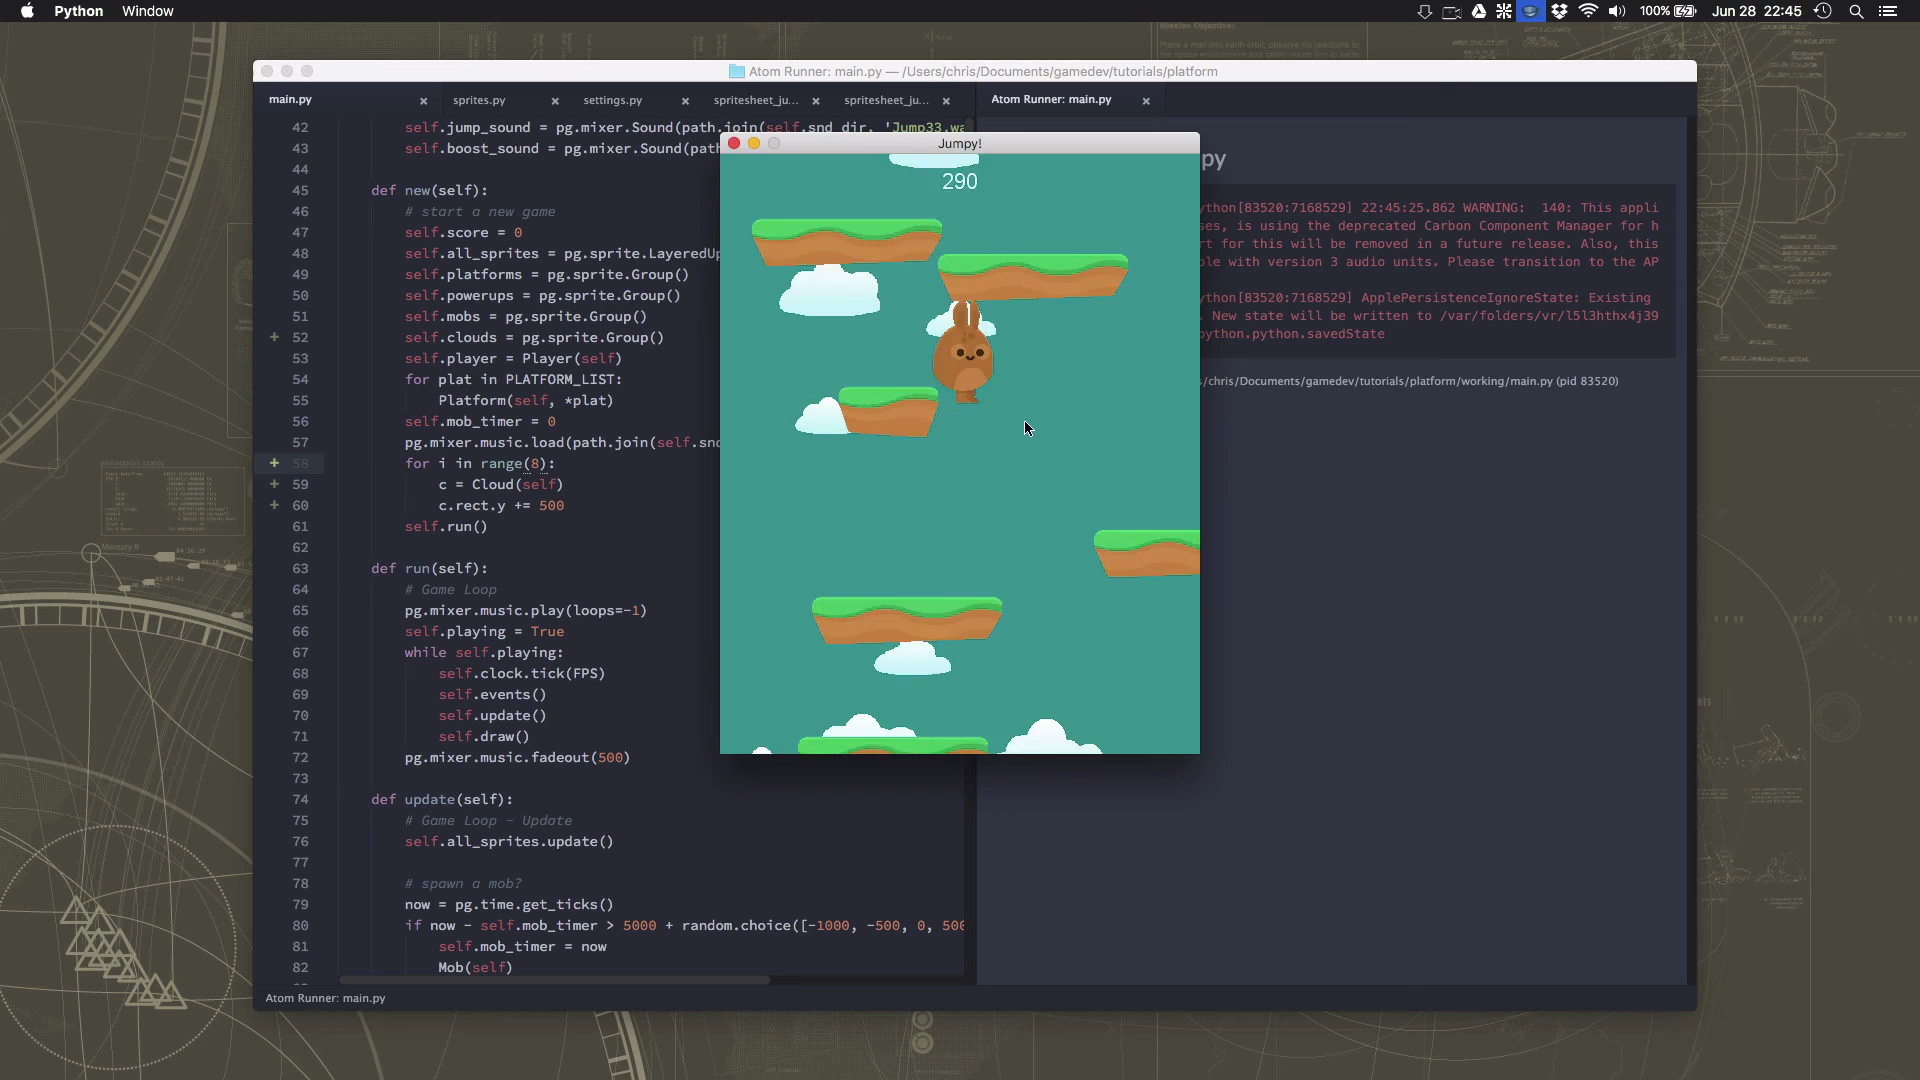 Python Window
100% Jun 28 22:45
Mission Objective:
Atom Runner: main.py — /Users/chris/Documents/gamedev/tutorials/platform
main.py sprites.py settings.py spritesheet_ju... spritesheet_ju... Atom Runner: main.py
42 self.jump_sound = pg.mixer.Sound(path.join(self.snd_dir, 'Jump33.wa
43 self.boost_sound = pg.mixer.Sound(path
44
45 def new(self):
46 # start a new game
47 self.score = 0
48 self.all_sprites = pg.sprite.LayeredUp
49 self.platforms = pg.sprite.Group()
50 self.powerups = pg.sprite.Group()
51 self.mobs = pg.sprite.Group()
+ 52 self.clouds = pg.sprite.Group()
53 self.player = Player(self)
54 for plat in PLATFORM_LIST:
55 Platform(self, *plat)
56 self.mob_timer = 0
57 pg.mixer.music.load(path.join(self.snd
+ 58 for i in range(8):
+ 59 c = Cloud(self)
+ 60 c.rect.y += 500
61 self.run()
62
63 def run(self):
64 # Game Loop
65 pg.mixer.music.play(loops=-1)
66 self.playing = True
67 while self.playing:
68 self.clock.tick(FPS)
69 self.events()
70 self.update()
71 self.draw()
72 pg.mixer.music.fadeout(500)
73
74 def update(self):
75 # Game Loop - Update
76 self.all_sprites.update()
77
78 # spawn a mob?
79 now = pg.time.get_ticks()
80 if now - self.mob_timer > 5000 + random.choice([-1000, -500, 0, 500
81 self.mob_timer = now
82 Mob(self)
Jumpy!
290
py
ython[83520:7168529] 22:45:25.862 WARNING: 140: This appli
ses, is using the deprecated Carbon Component Manager for h
rt for this will be removed in a future release. Also, this
ble with version 3 audio units. Please transition to the AP
ython[83520:7168529] ApplePersistenceIgnoreState: Existing
. New state will be written to /var/folders/vr/l5l3hthx4j39
python.python.savedState
s/chris/Documents/gamedev/tutorials/platform/working/main.py (pid 83520)
Atom Runner: main.py